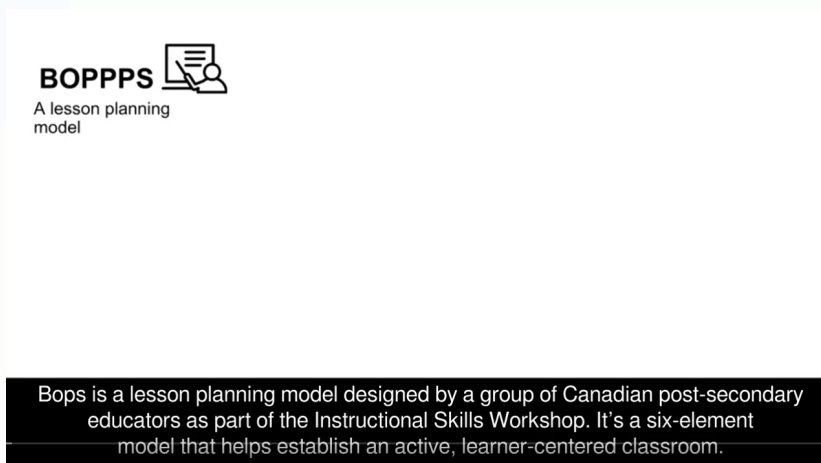 BOPPPS
A lesson planning
model
Bops is a lesson planning model designed by a group of Canadian post-secondary
educators as part of the Instructional Skills Workshop. It’s a six-element
model that helps establish an active, learner-centered classroom.